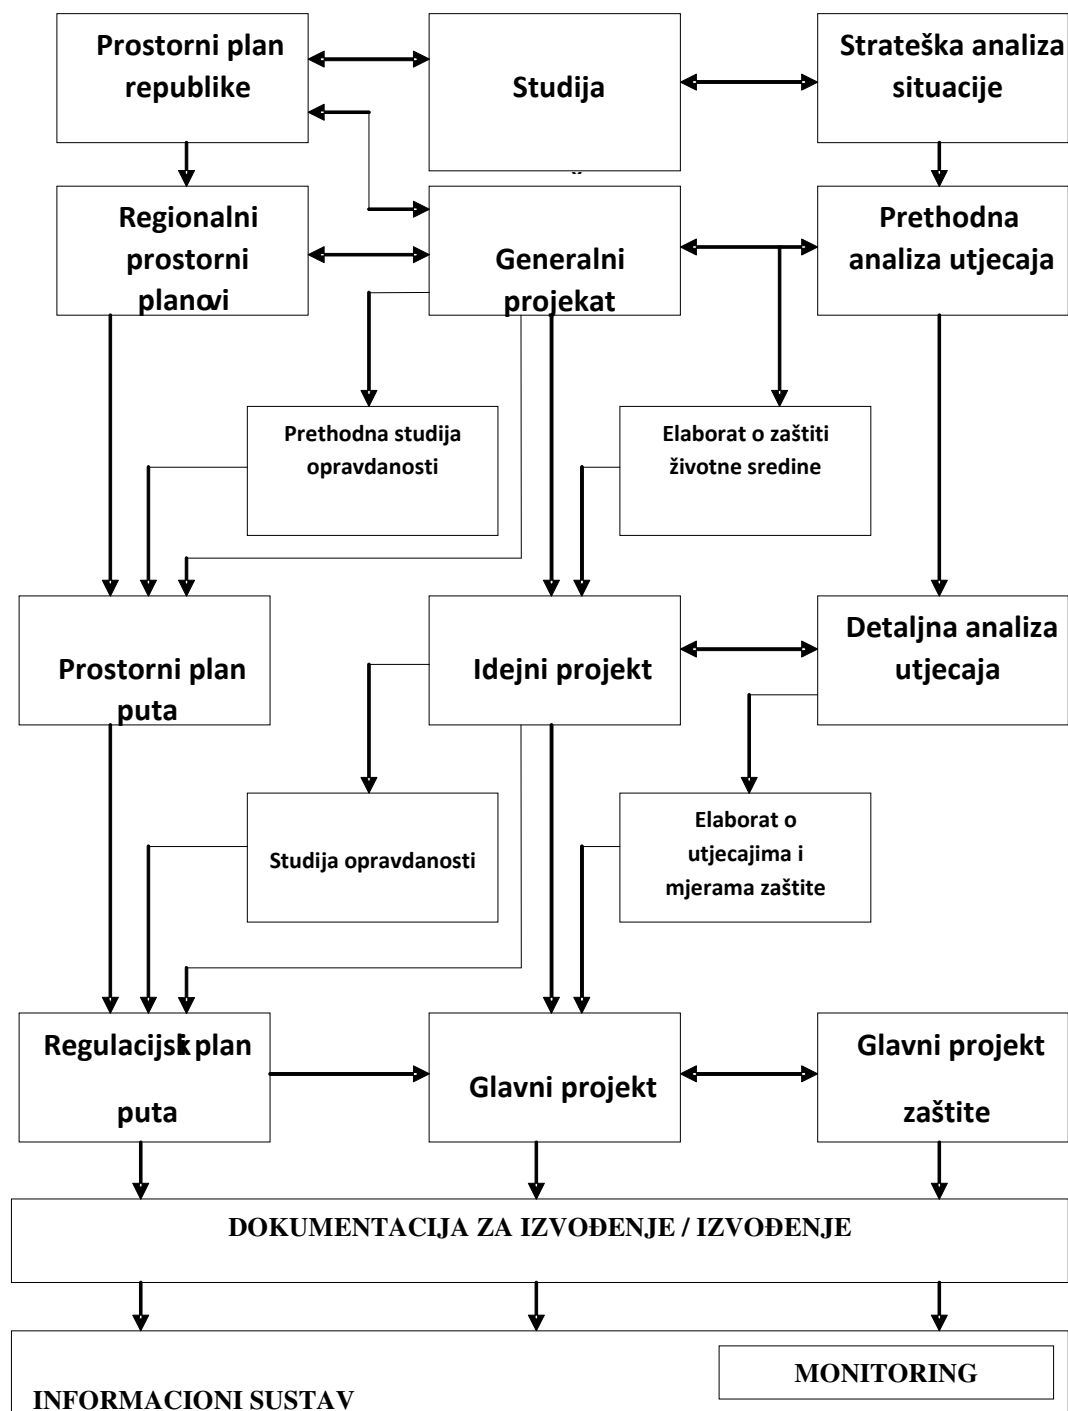 Prostorni plan
republike
Studija
Strateška analiza
situacije
Regionalni
prostorni
planovi
Generalni
projekat
Prethodna
analiza utjecaja
Prethodna studija
opravdanosti
Elaborat o zaštiti
životne sredine
Prostorni plan
puta
Idejni projekt
Detaljna analiza
utjecaja
Studija opravdanosti
Elaborat o
utjecajima i
mjerama zaštite
Regulacijski plan
puta
Glavni projekt
Glavni projekt
zaštite
DOKUMENTACIJA ZA IZVOĐENJE / IZVOĐENJE
MONITORING
INFORMACIONI SUSTAV